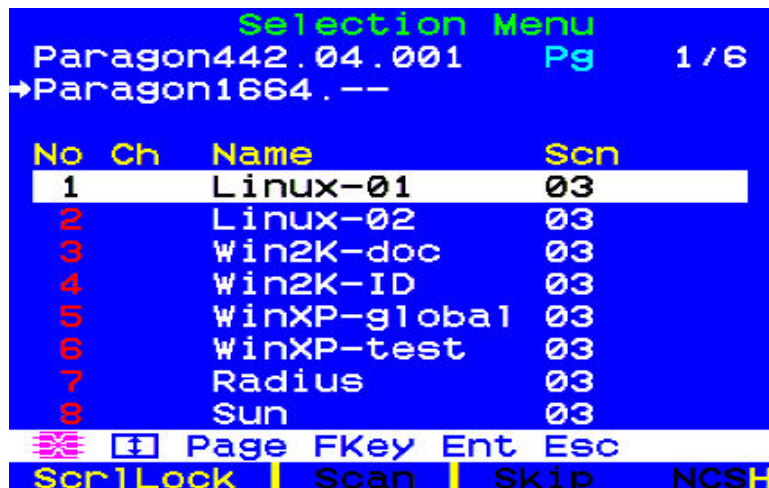 Selection Menu
Paragon442.04.001 Pg 1/6
→Paragon1664.--
No Ch Name Scn
1 Linux-01 03
2 Linux-02 03
3 Win2K-doc 03
4 Win2K-ID 03
5 WinXP-global 03
6 WinXP-test 03
7 Radius 03
8 Sun 03
Page FKey Ent Esc
ScrlLock Scan Skip NCSH